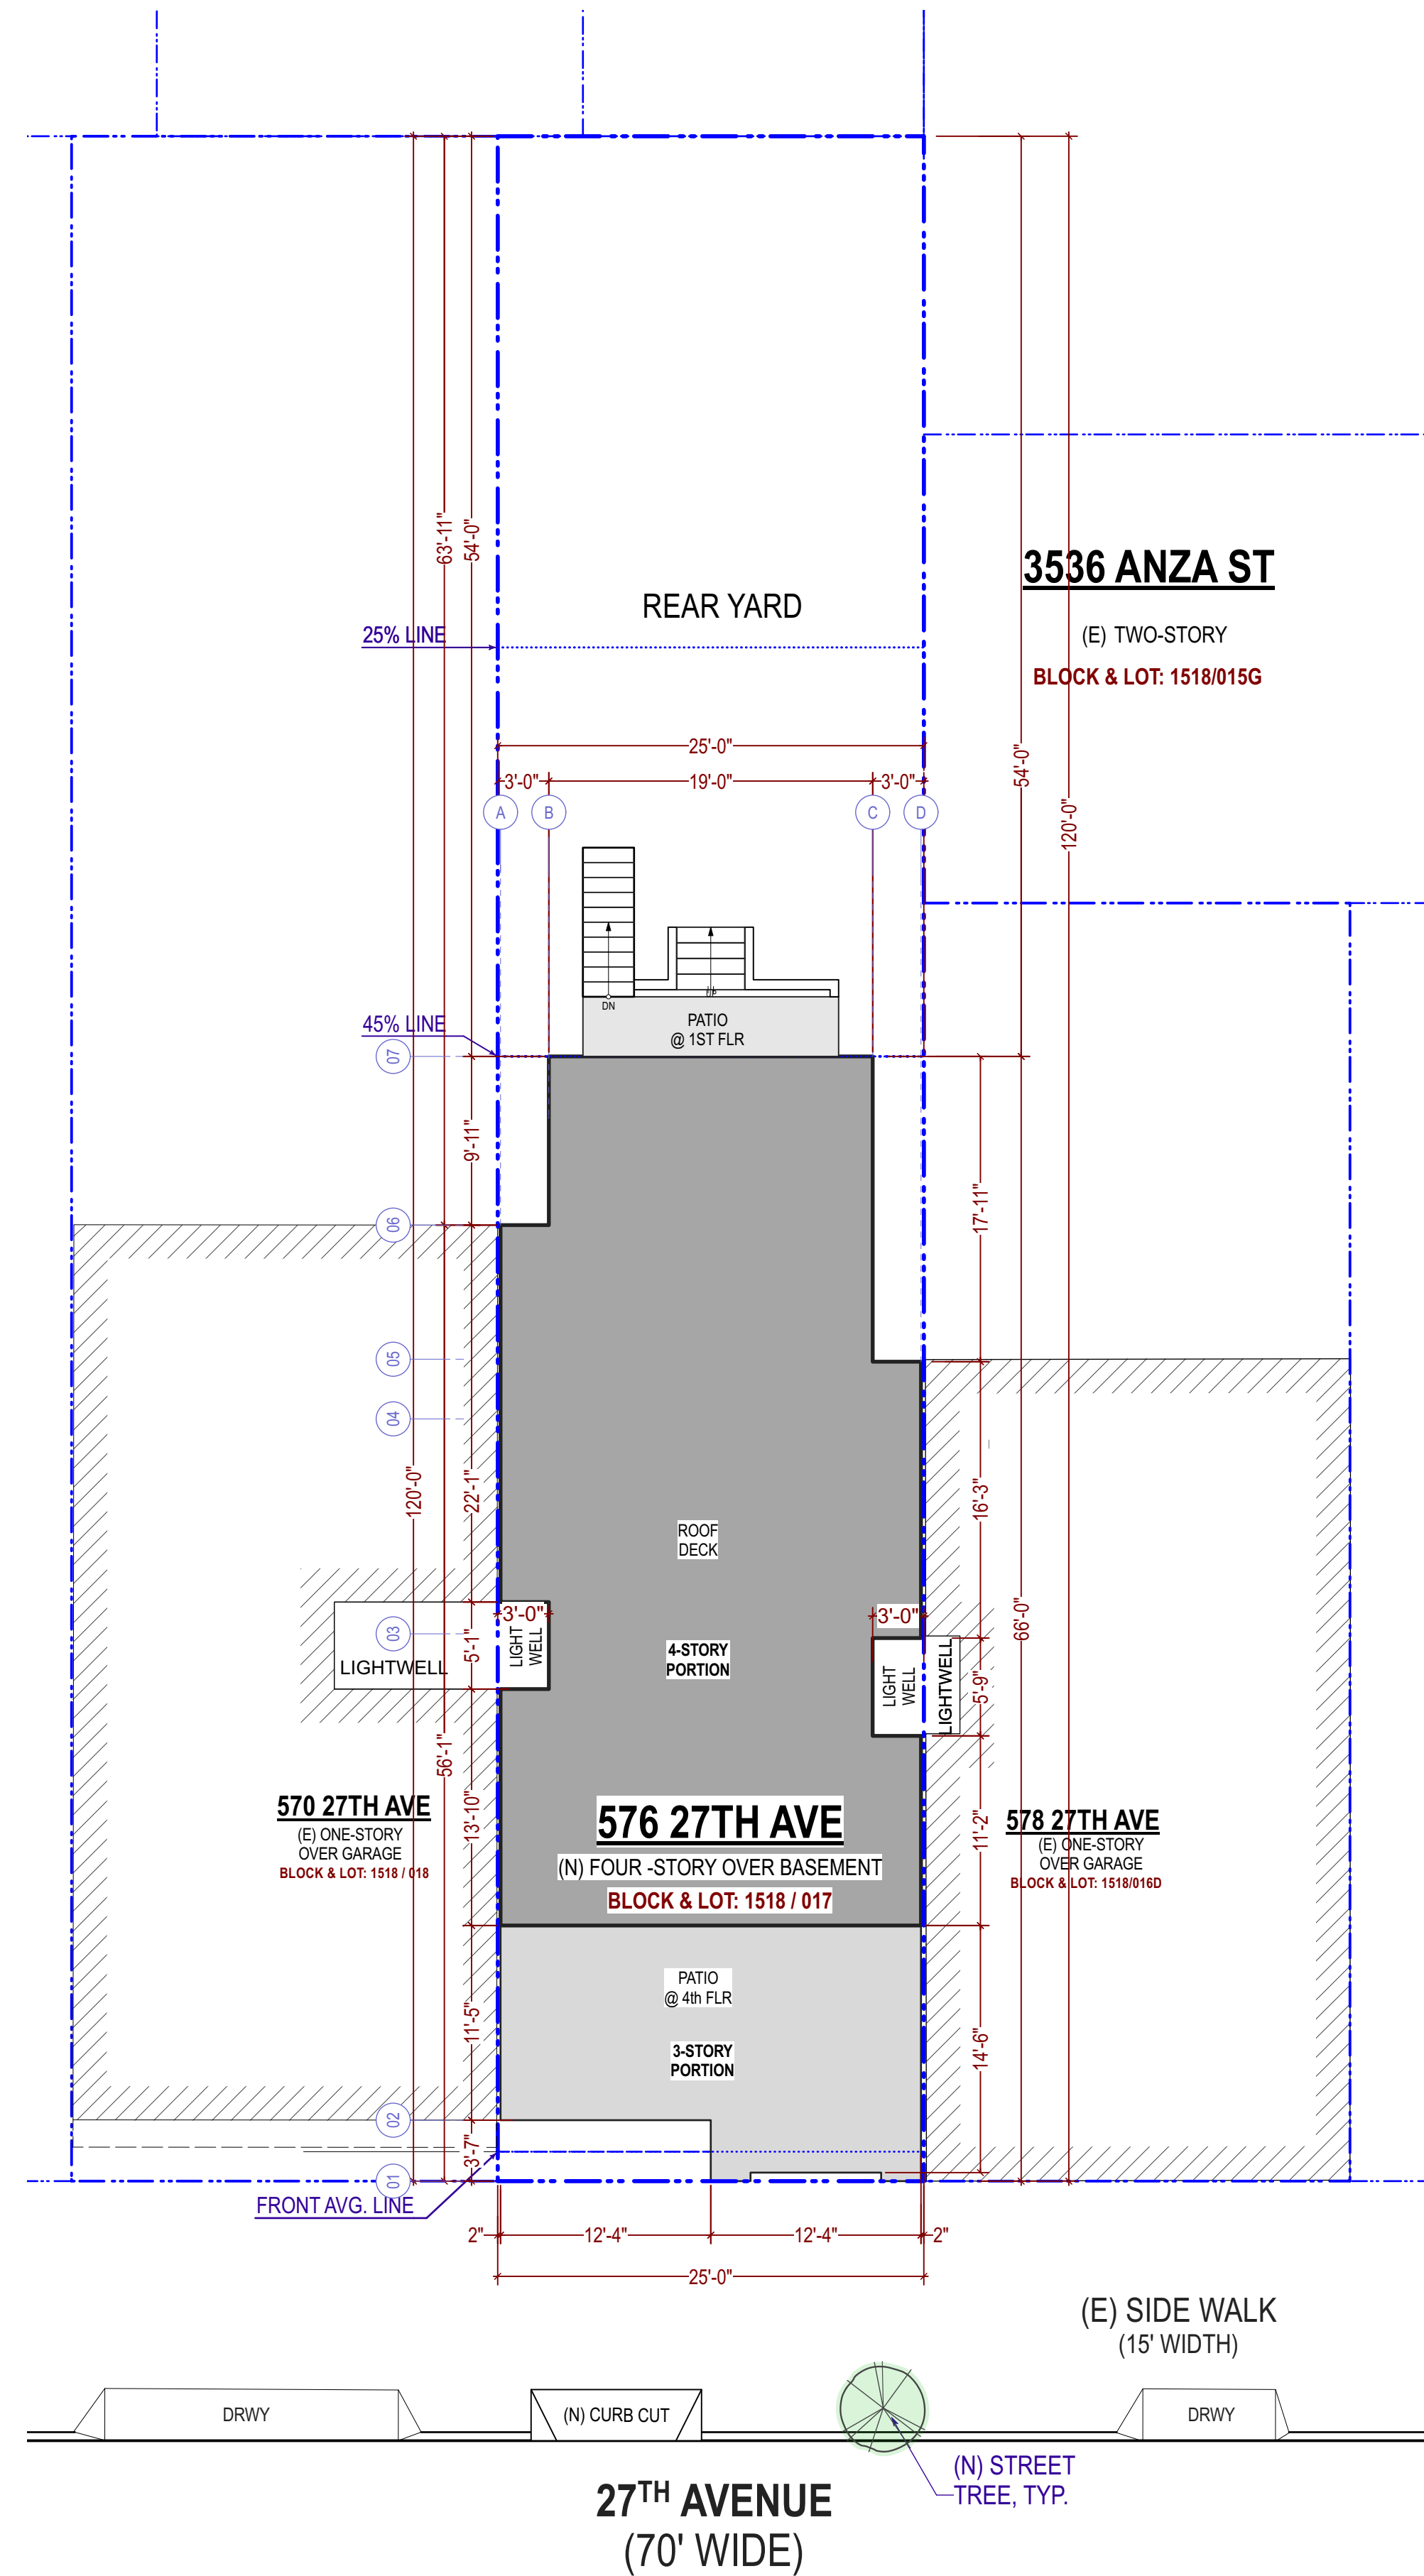 63'-11"
54'-0"
3536 ANZA ST
(E) TWO-STORY
BLOCK & LOT: 1518/015G
REAR YARD
25% LINE
25'-0"
3'-0"
19'-0"
3'-0"
54'-0"
120'-0"
A
B
C
D
DN
UP
PATIO
@ 1ST FLR
45% LINE
07
9'-11"
17'-11"
06
05
04
120'-0"
22'-1"
16'-3"
ROOF
DECK
3'-0"
3'-0"
66'-0"
03
LIGHTWELL
5'-1"
LIGHT
WELL
4-STORY
PORTION
LIGHT
WELL
LIGHTWELL
5'-9"
56'-1"
13'-10"
11'-2"
570 27TH AVE
(E) ONE-STORY
OVER GARAGE
BLOCK & LOT: 1518 / 018
576 27TH AVE
(N) FOUR -STORY OVER BASEMENT
BLOCK & LOT: 1518 / 017
578 27TH AVE
(E) ONE-STORY
OVER GARAGE
BLOCK & LOT: 1518/016D
PATIO
@ 4th FLR
11'-5"
14'-6"
3-STORY
PORTION
02
3'-7"
01
FRONT AVG. LINE
2"
12'-4"
12'-4"
2"
25'-0"
(E) SIDE WALK
(15' WIDTH)
DRWY
(N) CURB CUT
DRWY
(N) STREET
TREE, TYP.
27TH AVENUE
(70' WIDE)